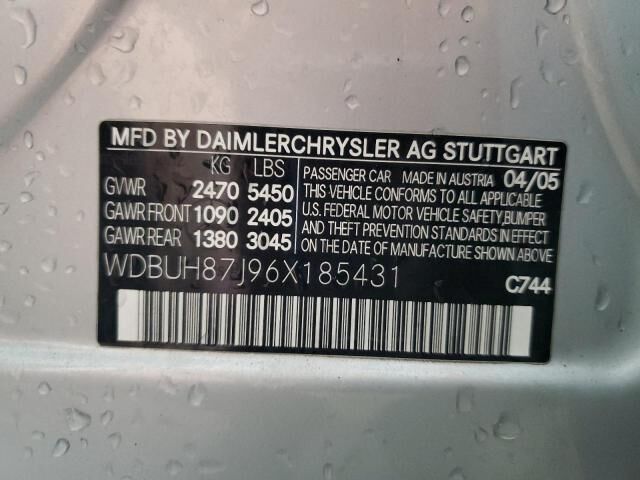 MFD BY DAIMLERCHRYSLER AG STUTTGART
KG LBS
GVWR 2470 5450
GAWR FRONT 1090 2405
GAWR REAR 1380 3045
PASSENGER CAR MADE IN AUSTRIA 04/05
THIS VEHICLE CONFORMS TO ALL APPLICABLE
U.S. FEDERAL MOTOR VEHICLE SAFETY, BUMPER
AND THEFT PREVENTION STANDARDS IN EFFECT
ON THE DATE OF MANUFACTURE SHOWN ABOVE.
WDBUH87J96X185431
C744